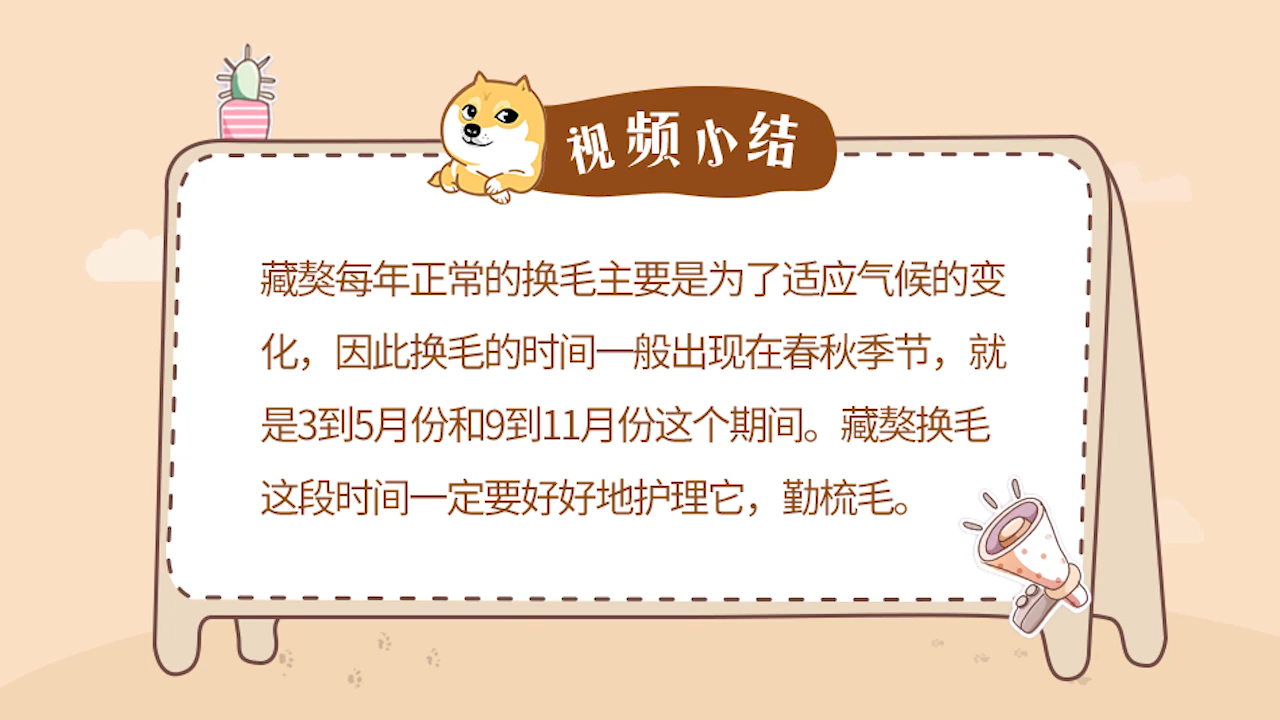 视频小结
藏獒每年正常的换毛主要是为了适应气候的变
化，因此换毛的时间一般出现在春秋季节，就
是3到5月份和9到11月份这个期间。藏獒换毛
这段时间一定要好好地护理它，勤梳毛。